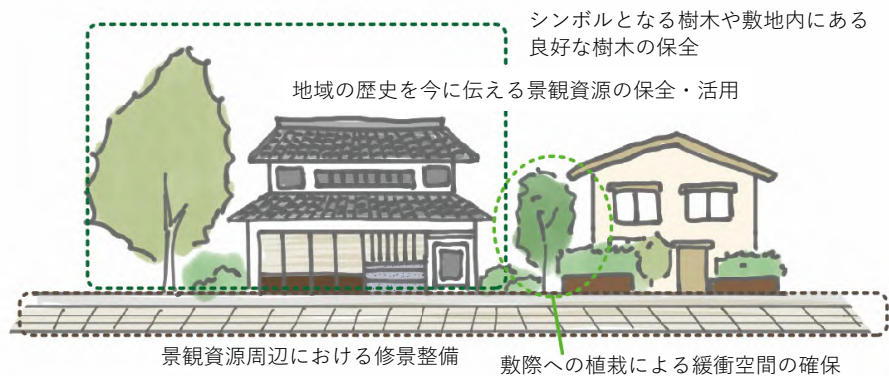 シンボルとなる樹木や敷地内にある
良好な樹木の保全
地域の歴史を今に伝える景観資源の保全・活用
景観資源周辺における修景整備
敷際への植栽による緩衝空間の確保